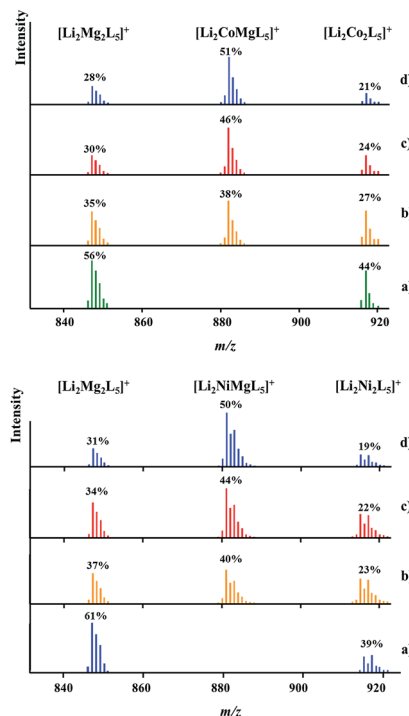 Intensity
[Li₂Mg₂L₅]⁺ [Li₂CoMgL₅]⁺ [Li₂Co₂L₅]⁺
28% 51% 21% d)
30% 46% 24% c)
35% 38% 27% b)
56% 44% a)
840 860 880 900 920
m/z
Intensity
[Li₂Mg₂L₅]⁺ [Li₂NiMgL₅]⁺ [Li₂Ni₂L₅]⁺
31% 50% 19% d)
34% 44% 22% c)
37% 40% 23% b)
61% 39% a)
840 860 880 900 920
m/z